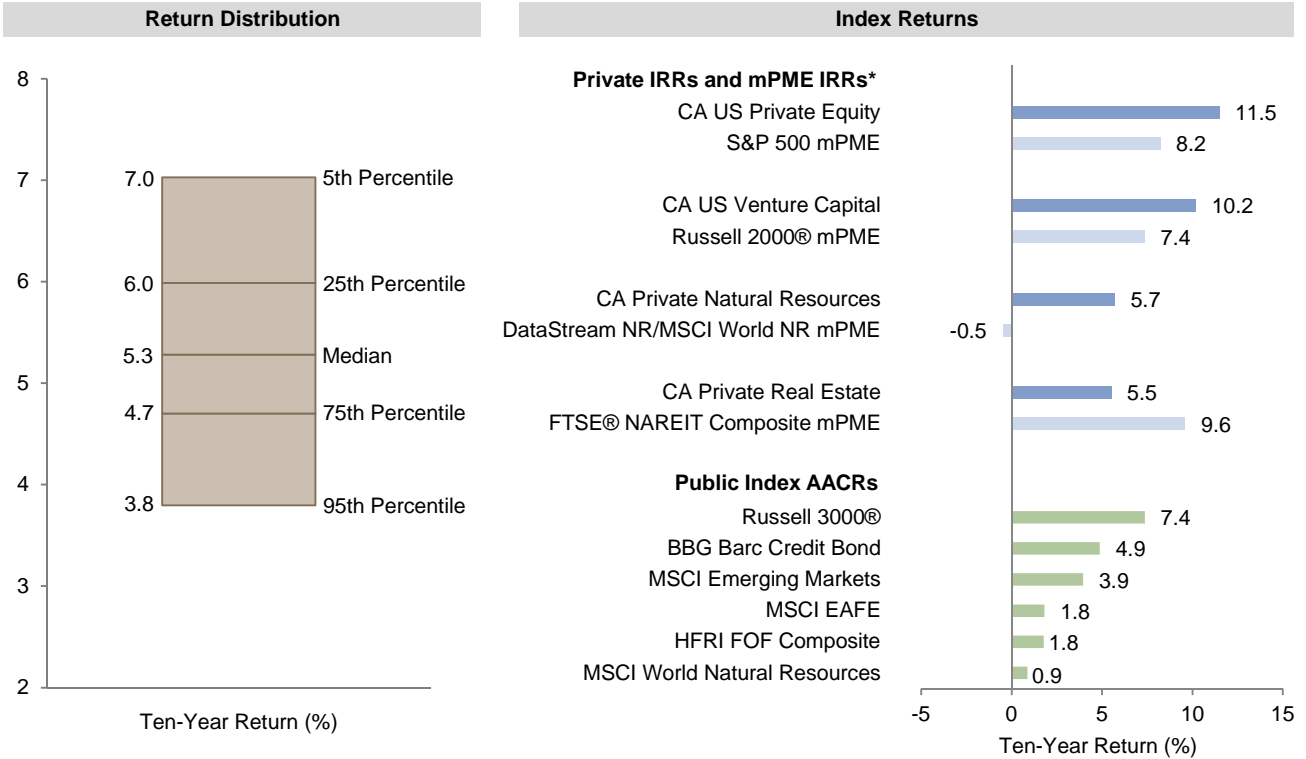 Return Distribution
8
7
6
5
4
3
2
7.0
6.0
5.3
4.7
3.8
5th Percentile
25th Percentile
Median
75th Percentile
95th Percentile
Ten-Year Return (%)
Index Returns
Private IRRs and mPME IRRs*
CA US Private Equity 11.5
S&P 500 mPME 8.2
CA US Venture Capital 10.2
Russell 2000® mPME 7.4
CA Private Natural Resources 5.7
DataStream NR/MSCI World NR mPME -0.5
CA Private Real Estate 5.5
FTSE® NAREIT Composite mPME 9.6
Public Index AACRs
Russell 3000® 7.4
BBG Barc Credit Bond 4.9
MSCI Emerging Markets 3.9
MSCI EAFE 1.8
HFRI FOF Composite 1.8
MSCI World Natural Resources 0.9
-5 0 5 10 15
Ten-Year Return (%)